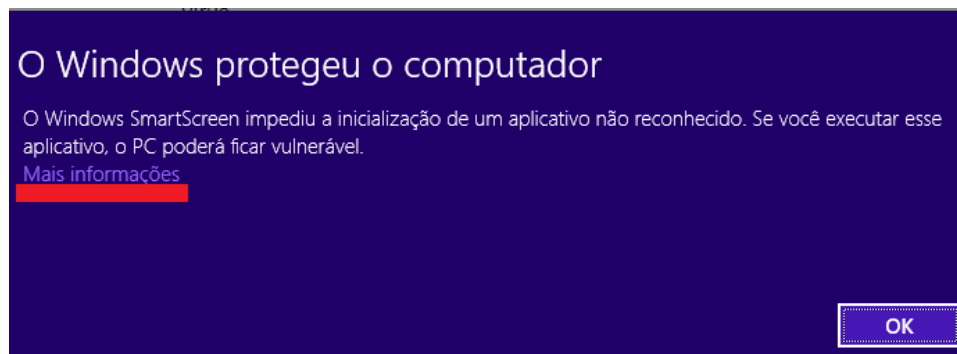 O Windows protegeu o computador
O Windows SmartScreen impediu a inicialização de um aplicativo não reconhecido. Se você executar esse
aplicativo, o PC poderá ficar vulnerável.
Mais informações
OK